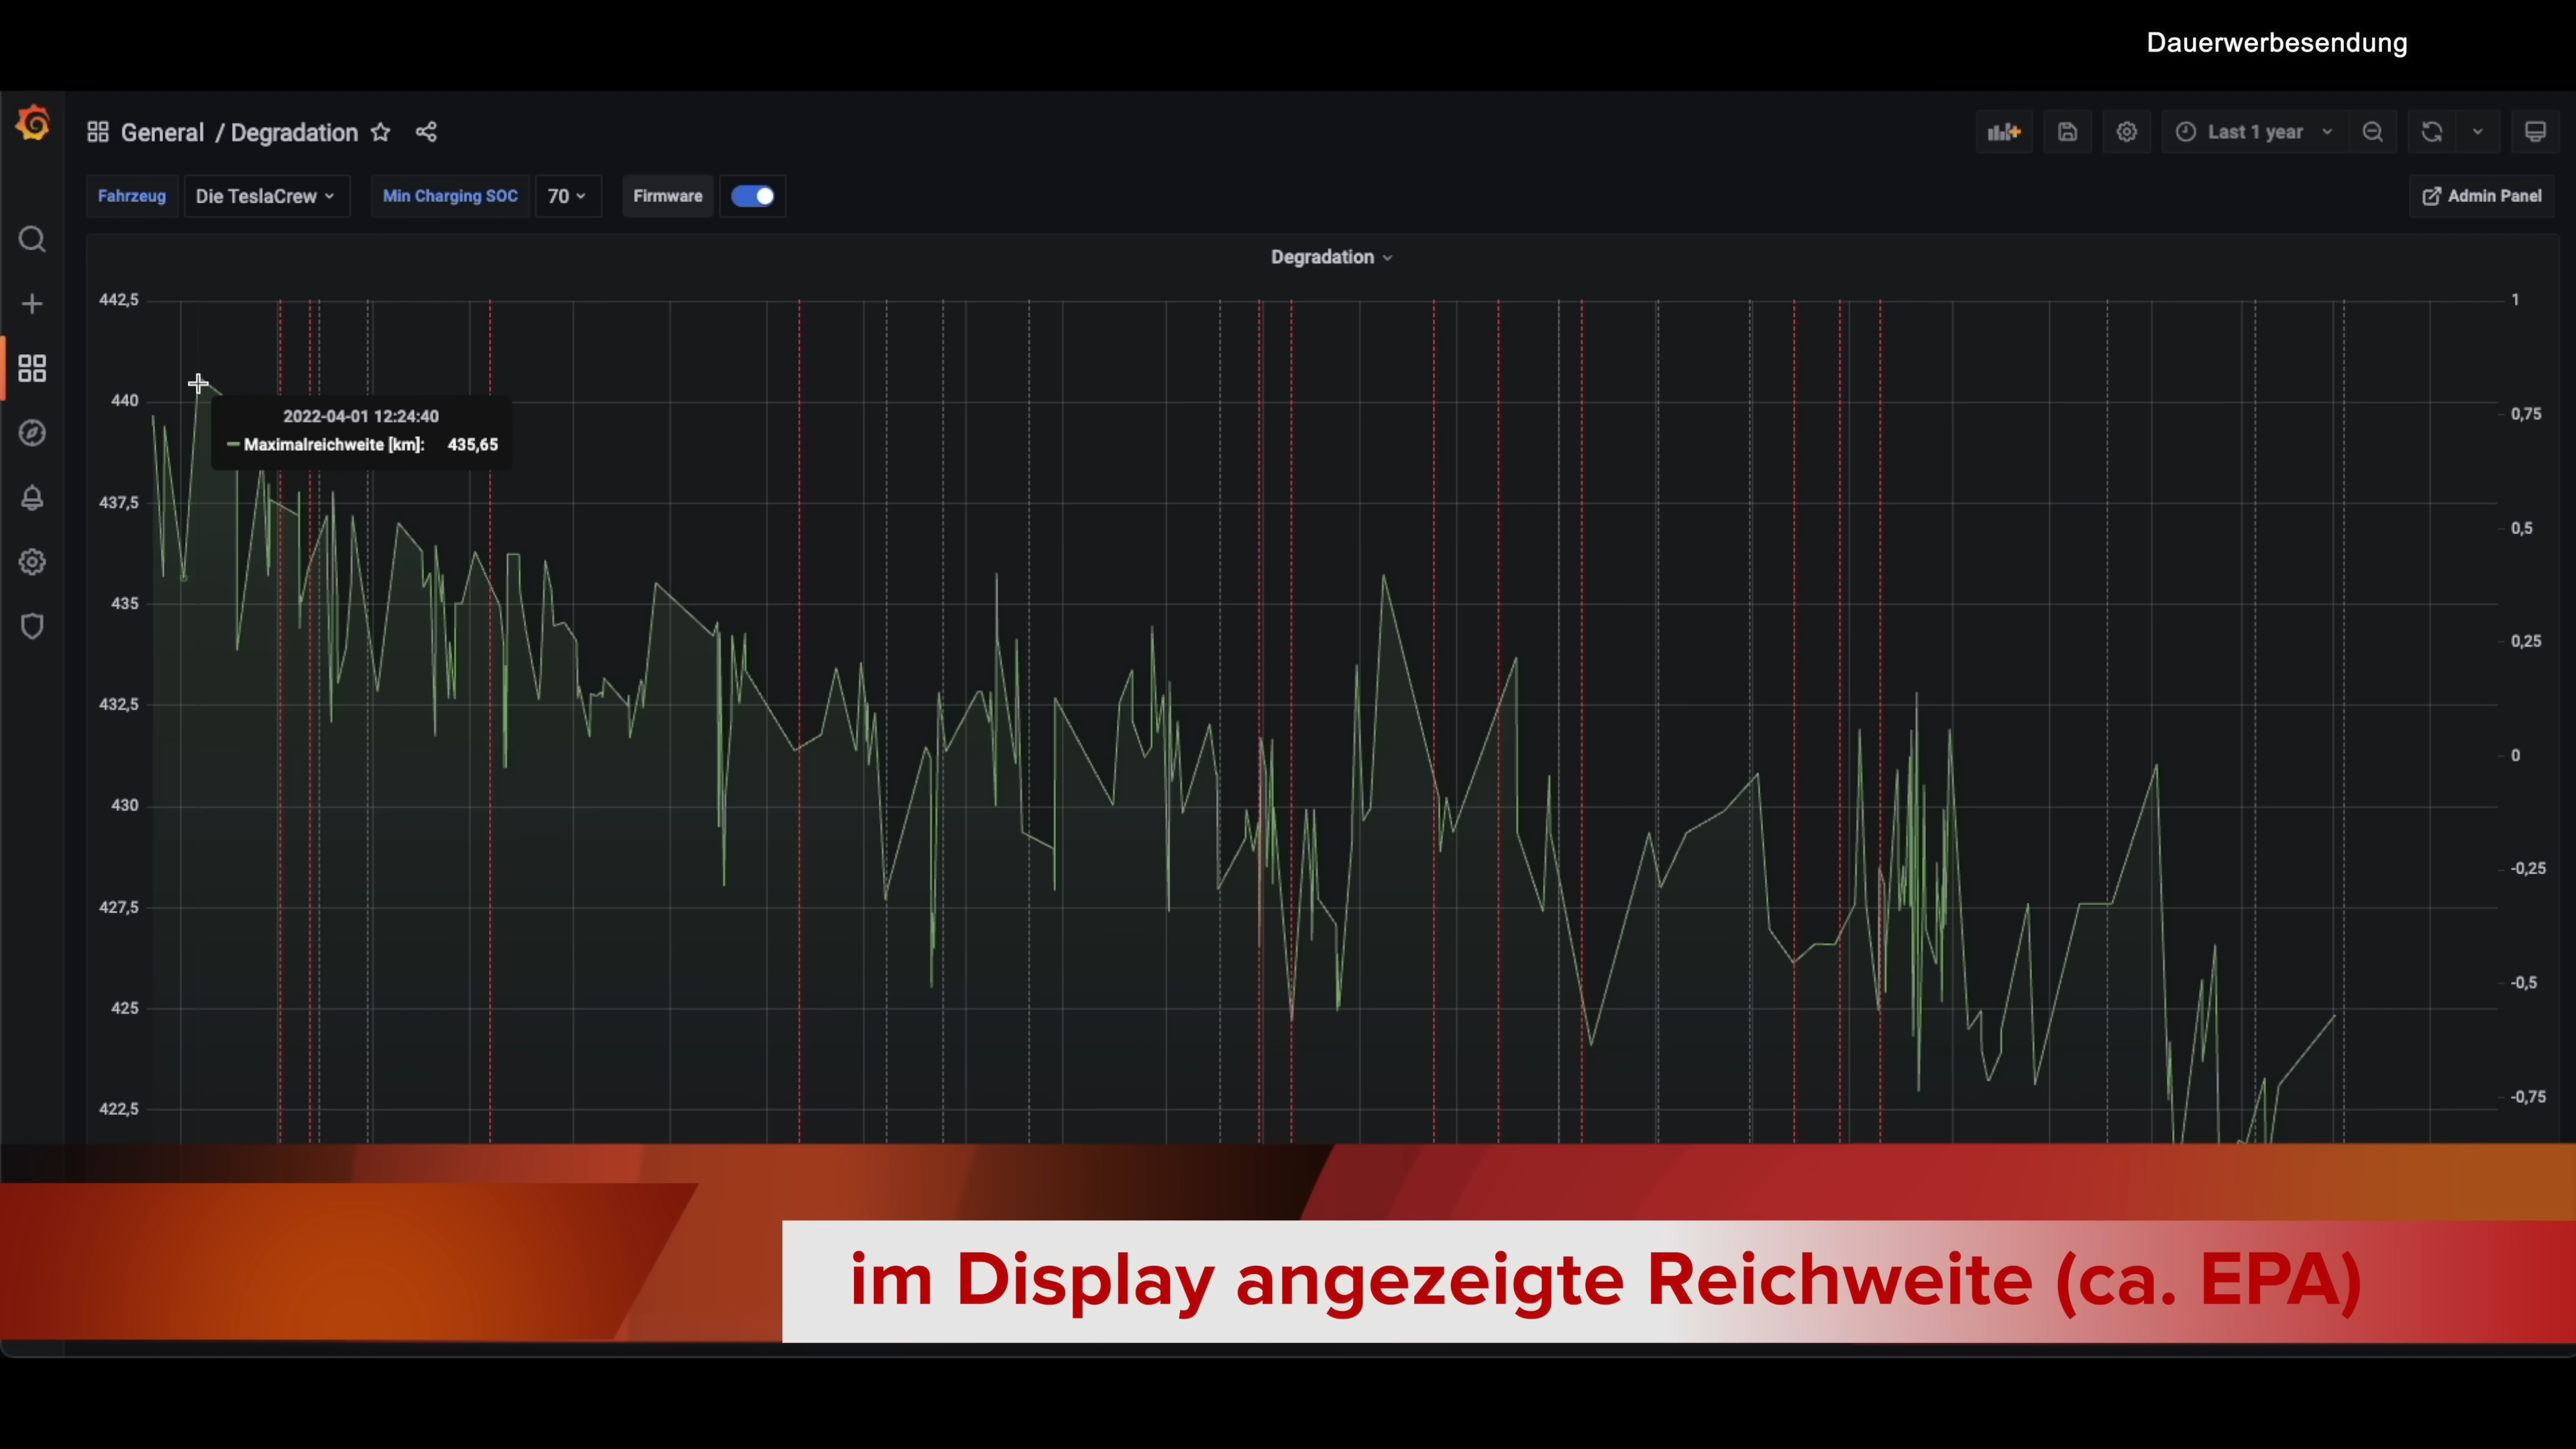 Dauerwerbesendung
General / Degradation
Last 1 year
Fahrzeug Die TeslaCrew Min Charging SOC 70 Firmware
Admin Panel
Degradation
442,5
440
437,5
435
432,5
430
427,5
425
422,5
1
0,75
0,5
0,25
0
-0,25
-0,5
-0,75
2022-04-01 12:24:40
Maximalreichweite [km]: 435,65
im Display angezeigte Reichweite (ca. EPA)